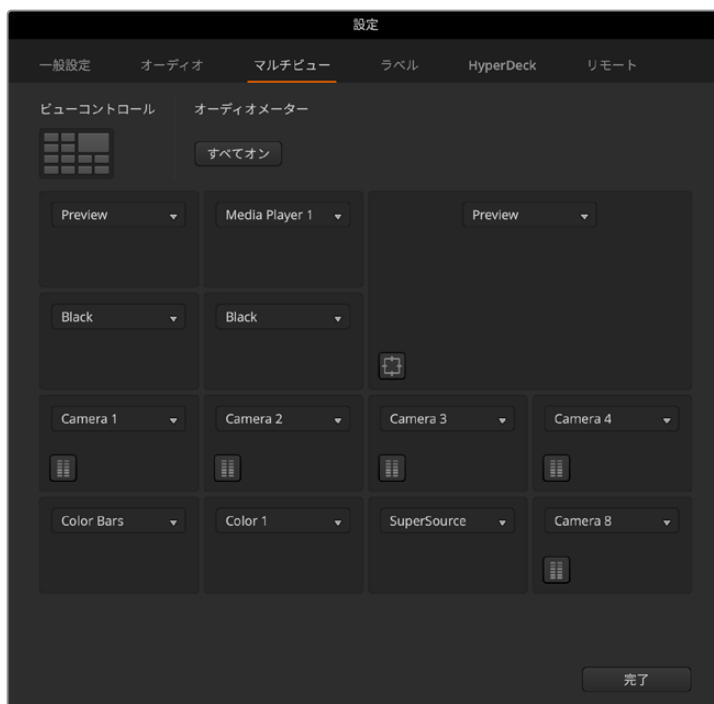 設定
一般設定 オーディオ マルチビュー ラベル HyperDeck リモート
ビューコントロール オーディオメーター
すべてオン
Preview Media Player 1 Preview
Black Black
Camera 1 Camera 2 Camera 3 Camera 4
Color Bars Color 1 SuperSource Camera 8
完了